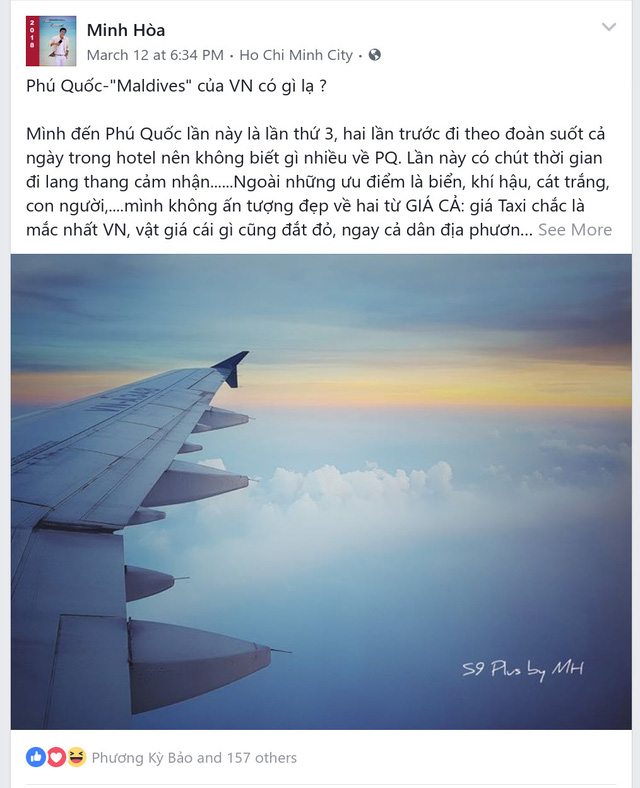 2
0
1
8
Minh Hòa
March 12 at 6:34 PM · Ho Chi Minh City ·
Phú Quốc-"Maldives" của VN có gì lạ ?
Mình đến Phú Quốc lần này là lần thứ 3, hai lần trước đi theo đoàn suốt cả
ngày trong hotel nên không biết gì nhiều về PQ. Lần này có chút thời gian
đi lang thang cảm nhận......Ngoài những ưu điểm là biển, khí hậu, cát trắng,
con người,....mình không ấn tượng đẹp về hai từ GIÁ CẢ: giá Taxi chắc là
mắc nhất VN, vật giá cái gì cũng đắt đỏ, ngay cả dân địa phươn... See More
S9 Plus by MH
Phương Kỳ Bảo and 157 others